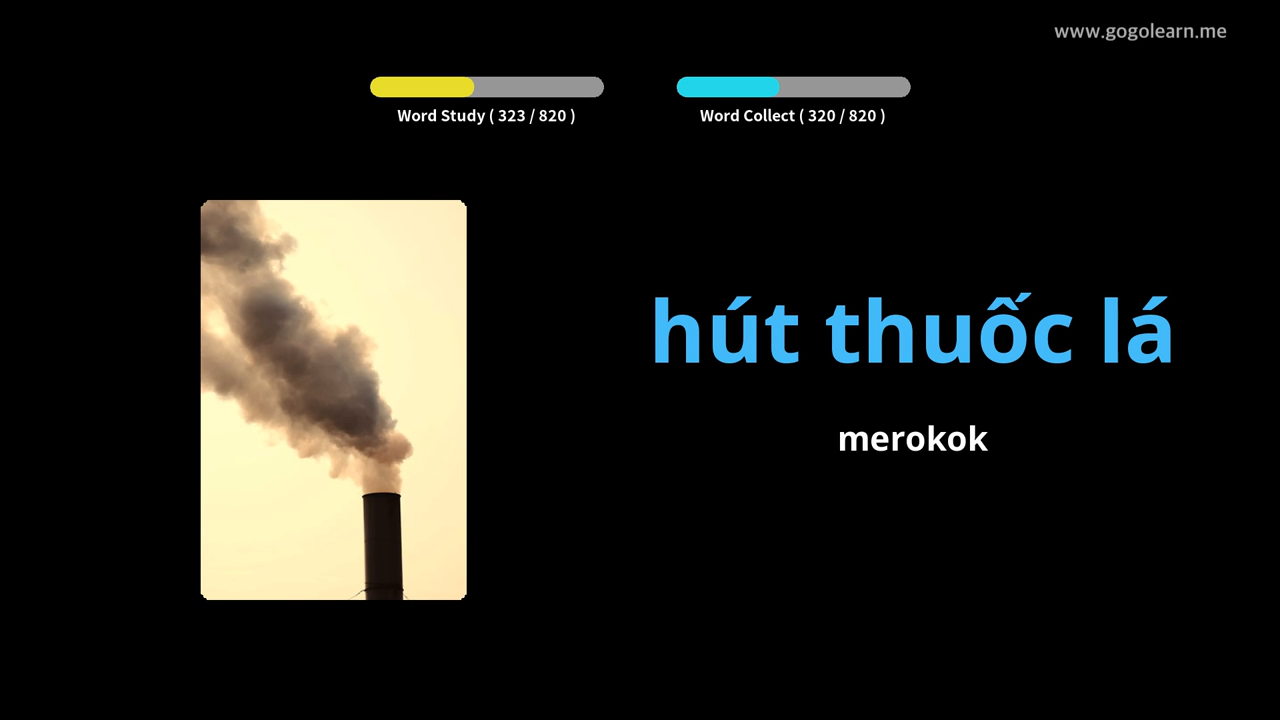 www.gogolearn.me
Word Study ( 323 / 820 )
Word Collect ( 320 / 820 )
hút thuốc lá
merokok